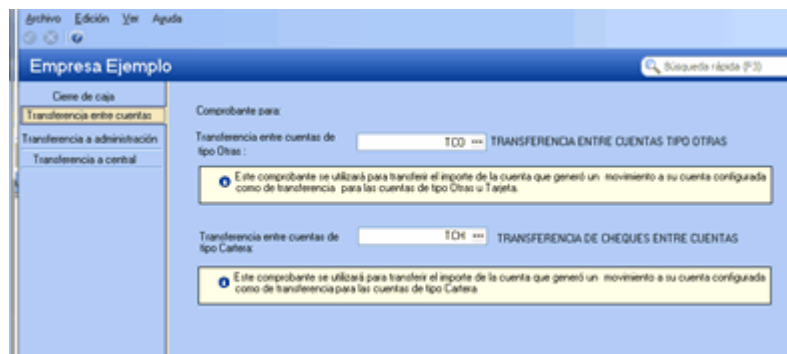 Archivo Edición Ver Ayuda
Empresa Ejemplo
Búsqueda rápida (F3)
Cierre de caja
Transferencia entre cuentas
Transferencia a administración
Transferencia a central
Comprobante para:
Transferencia entre cuentas de
tipo Otras :
TCO ... TRANSFERENCIA ENTRE CUENTAS TIPO OTRAS
Este comprobante se utilizará para transferir el importe de la cuenta que generó un movimiento a su cuenta configurada
como de transferencia para las cuentas de tipo Otras u Tarjeta.
Transferencia entre cuentas de
tipo Cartera:
TCH ... TRANSFERENCIA DE CHEQUES ENTRE CUENTAS
Este comprobante se utilizará para transferir el importe de la cuenta que generó un movimiento a su cuenta configurada
como de transferencia para las cuentas de tipo Cartera